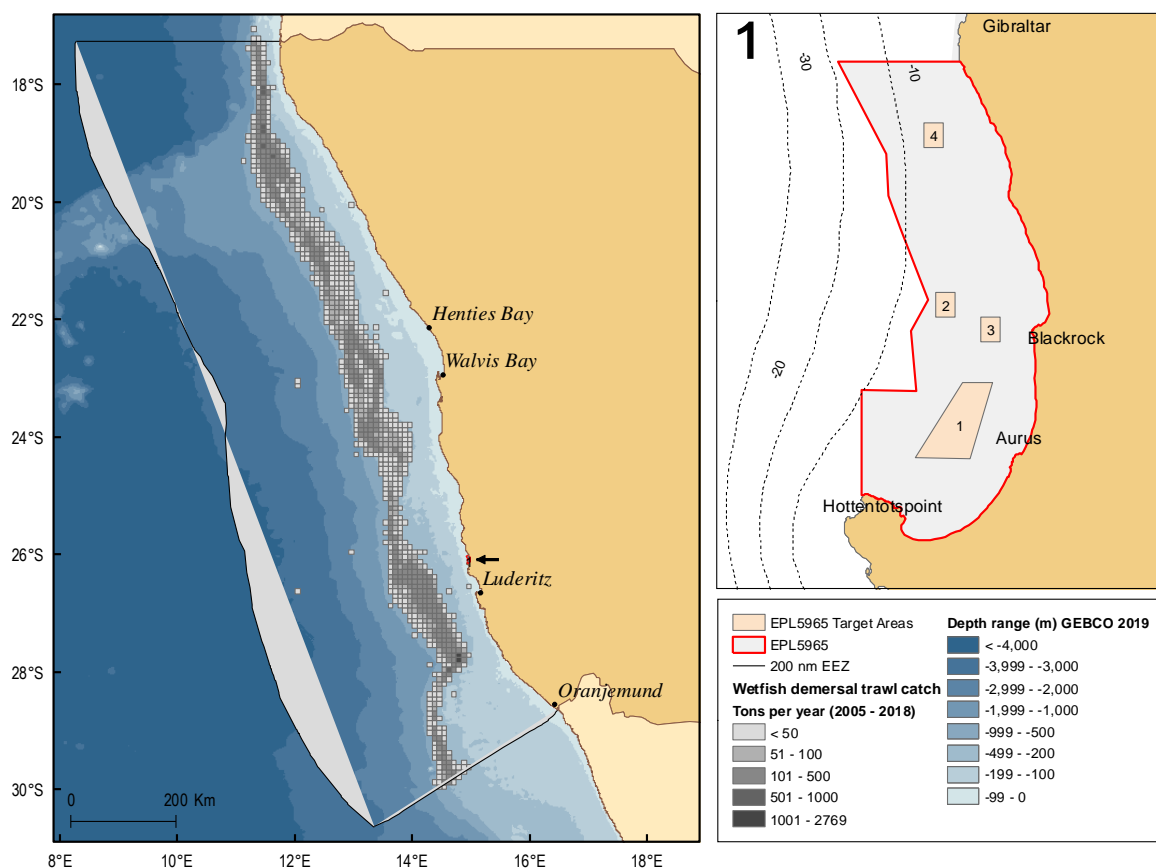 18°S
20°S
22°S
24°S
26°S
28°S
30°S
Henties Bay
Walvis Bay
Luderitz
Oranjemund
0 200 Km
8°E 10°E 12°E 14°E 16°E 18°E
1
Gibraltar
-30
-10
4
2
3
Blackrock
-20
1
Aurus
Hottentotspoint
EPL5965 Target Areas
EPL5965
200 nm EEZ
Wetfish demersal trawl catch
Tons per year (2005 - 2018)
< 50
51 - 100
101 - 500
501 - 1000
1001 - 2769
Depth range (m) GEBCO 2019
< -4,000
-3,999 - -3,000
-2,999 - -2,000
-1,999 - -1,000
-999 - -500
-499 - -200
-199 - -100
-99 - 0